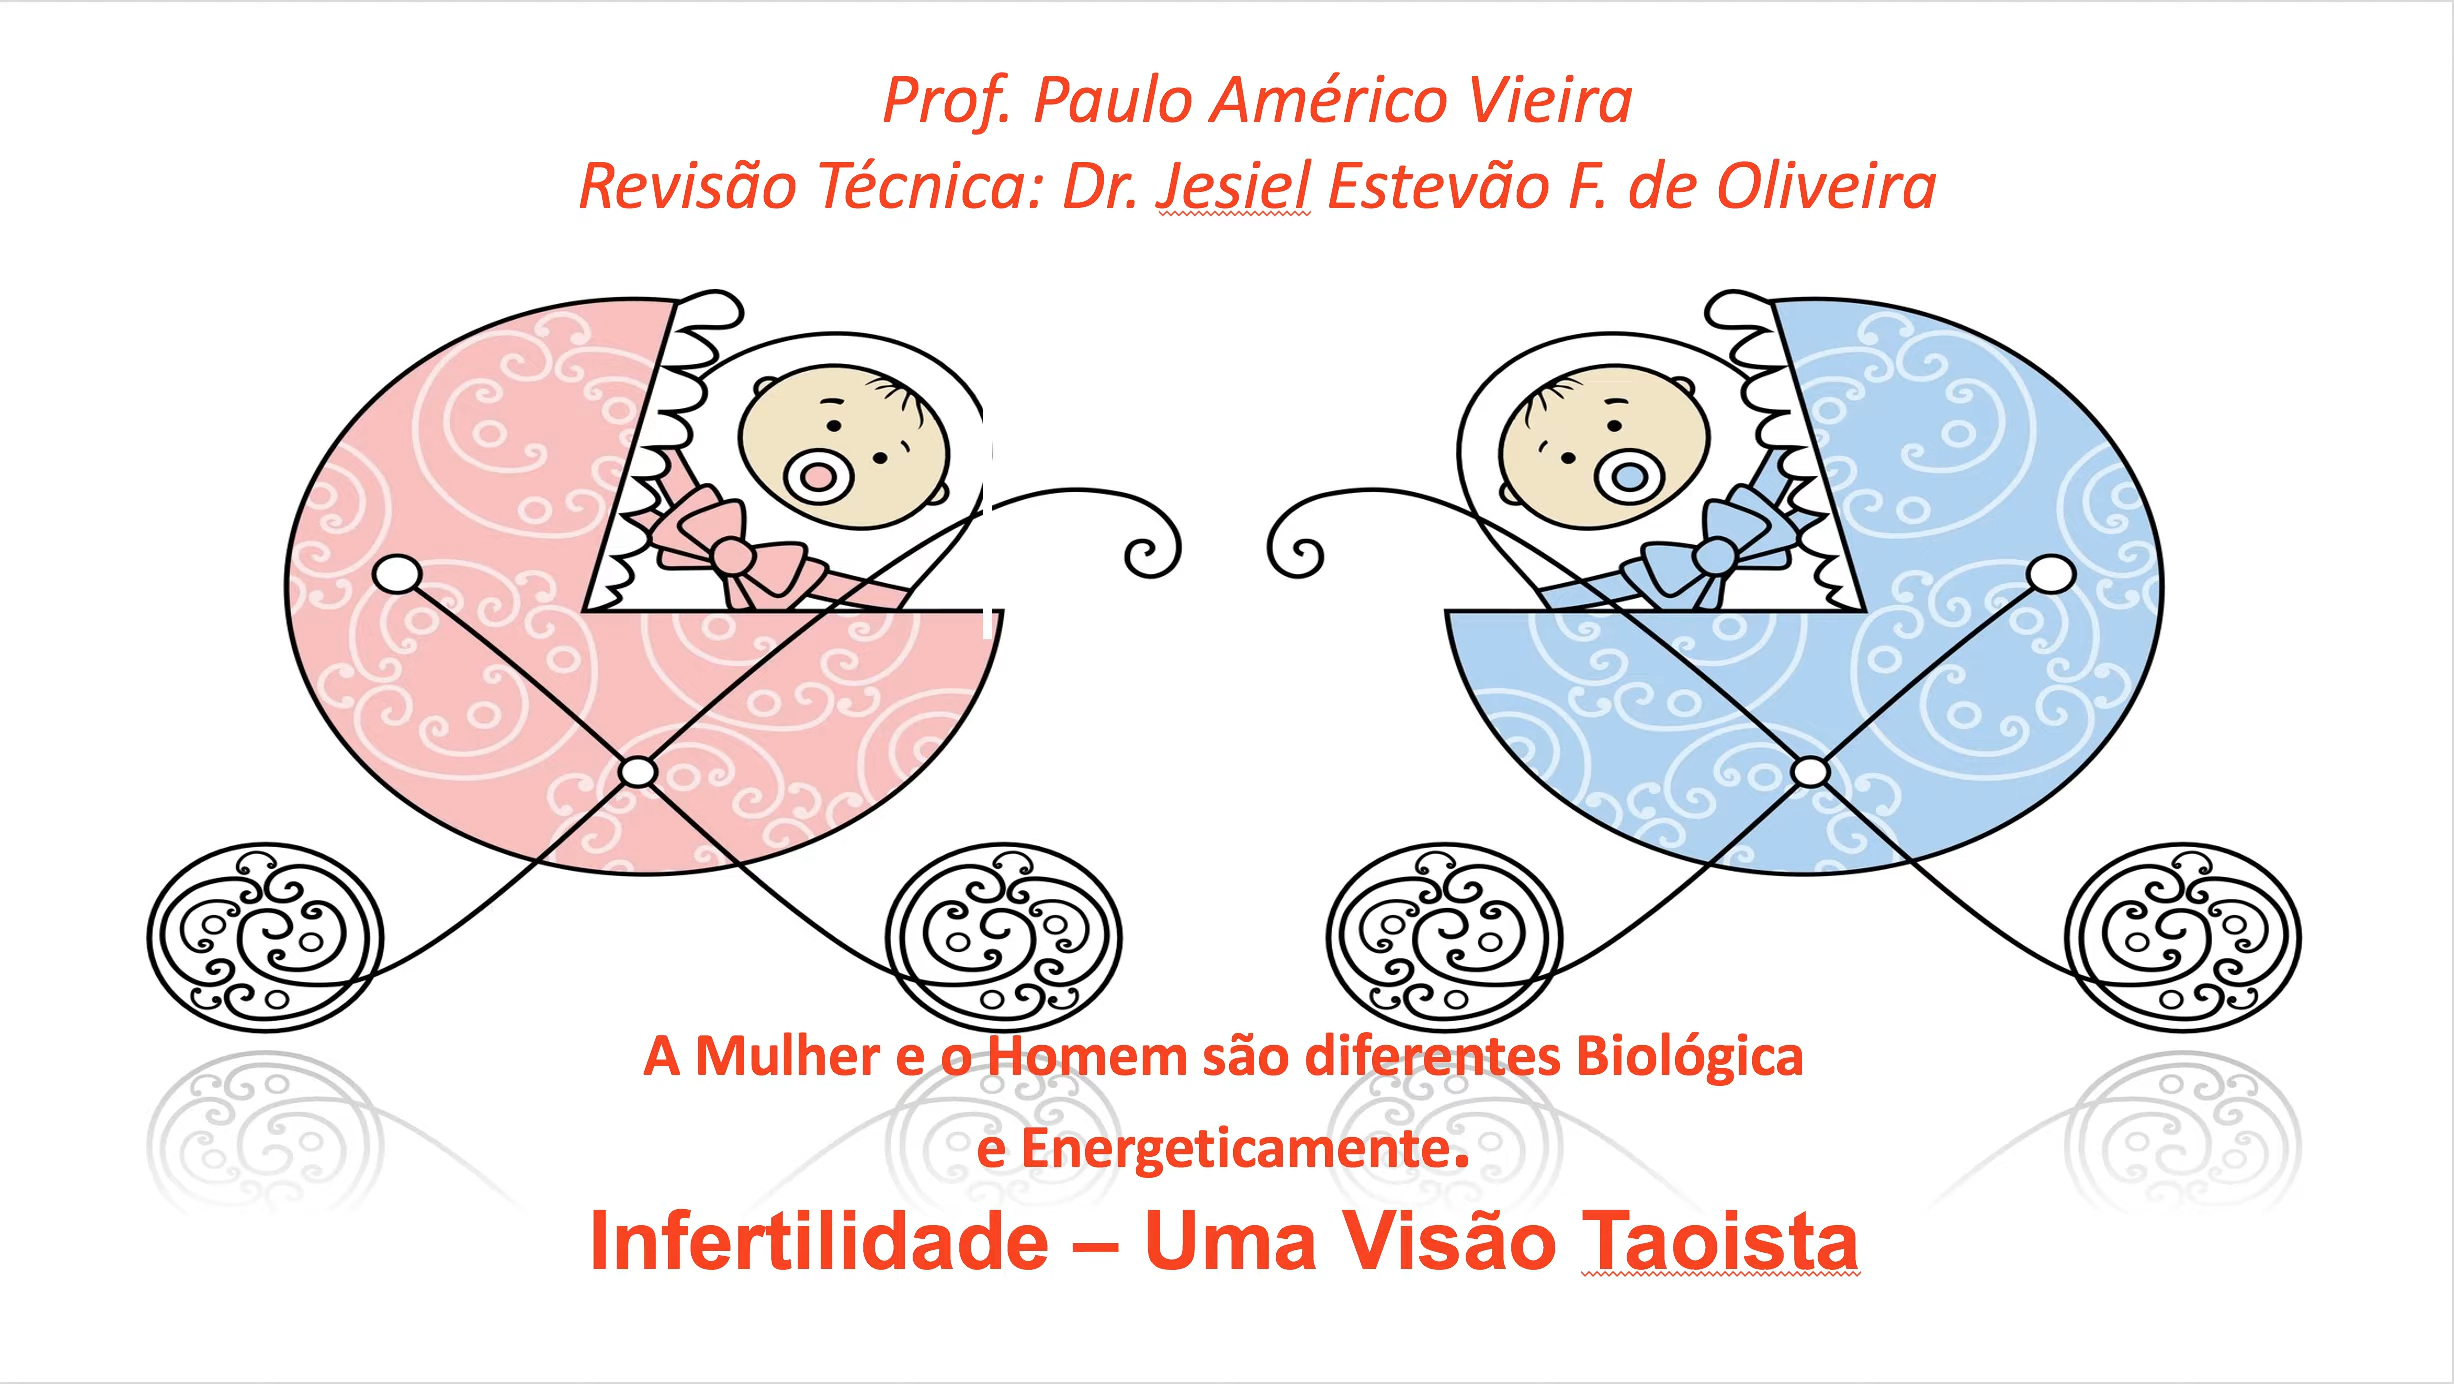 Prof. Paulo Américo Vieira
Revisão Técnica: Dr. Jesiel Estevão F. de Oliveira
A Mulher e o Homem são diferentes Biológica
e Energeticamente.
Infertilidade – Uma Visão Taoista